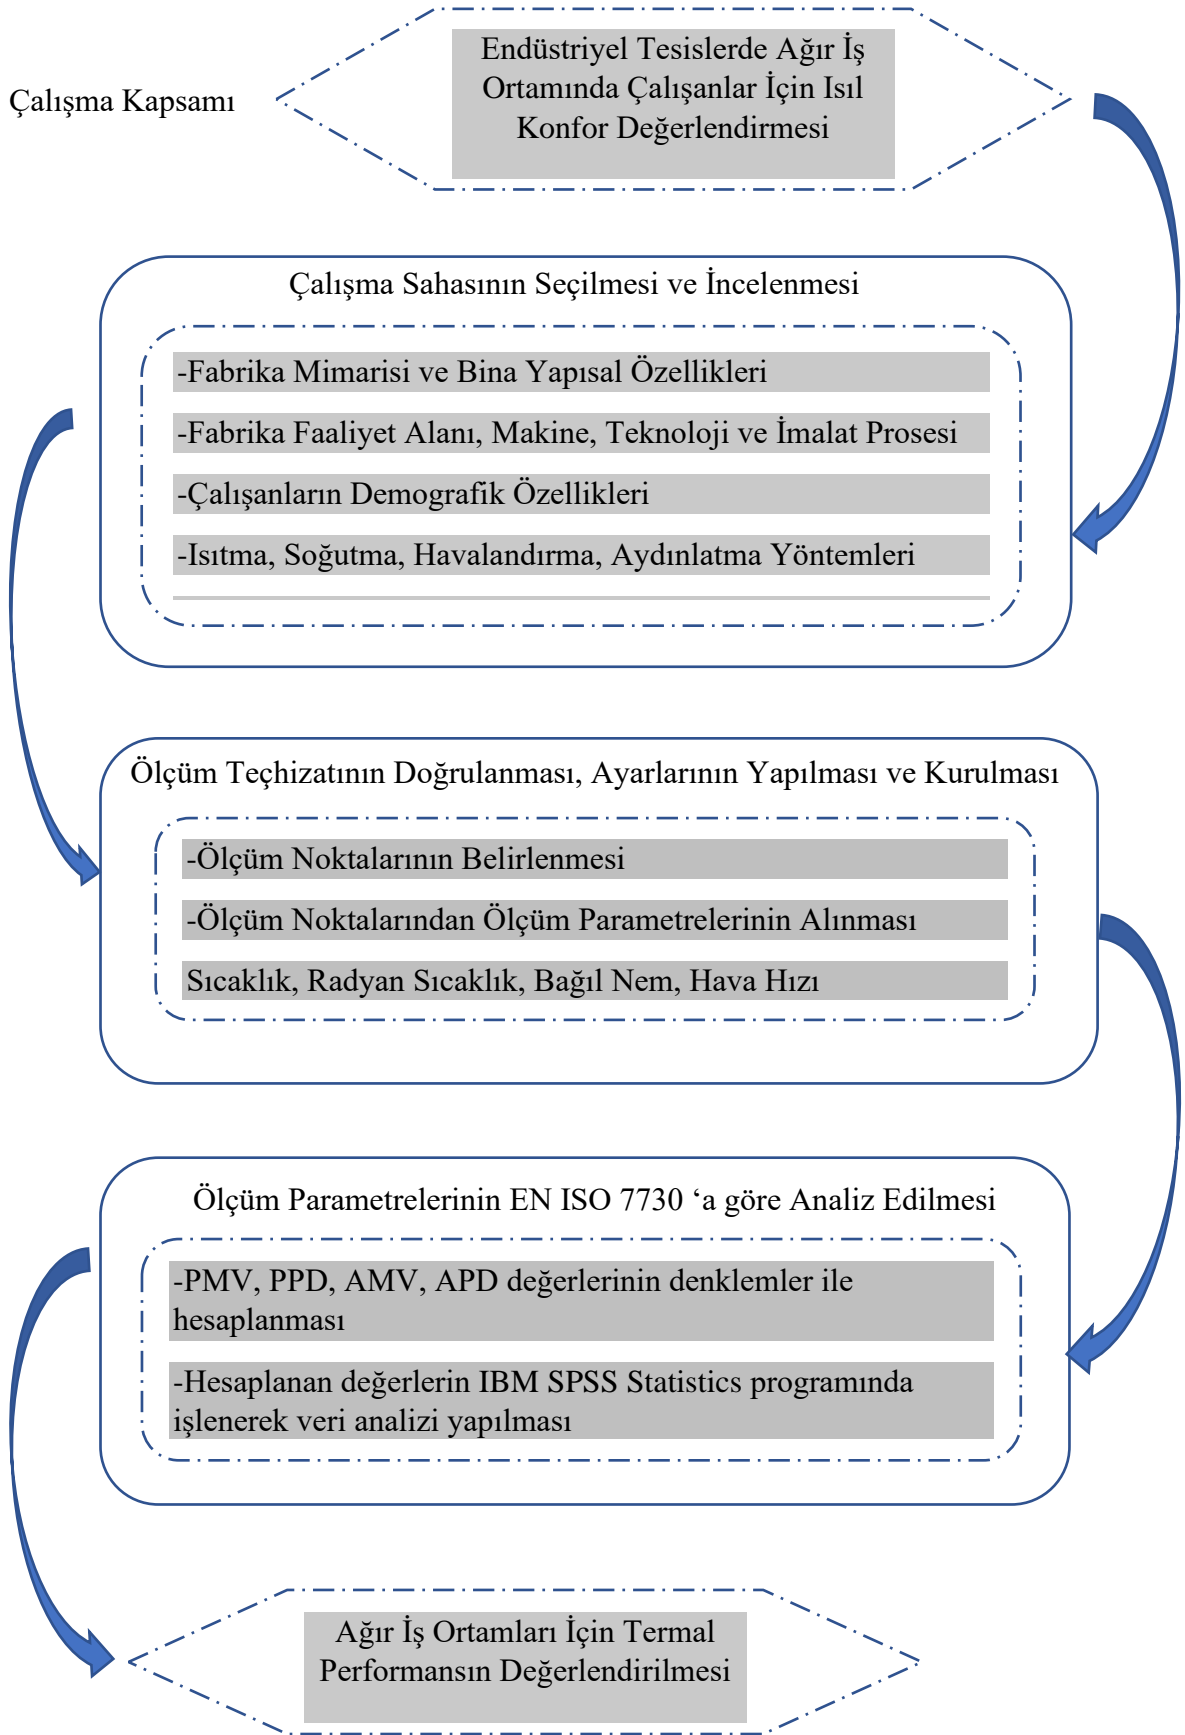 Çalışma Kapsamı
Endüstriyel Tesislerde Ağır İş
Ortamında Çalışanlar İçin Isıl
Konfor Değerlendirmesi
Çalışma Sahasının Seçilmesi ve İncelenmesi
-Fabrika Mimarisi ve Bina Yapısal Özellikleri
-Fabrika Faaliyet Alanı, Makine, Teknoloji ve İmalat Prosesi
-Çalışanların Demografik Özellikleri
-Isıtma, Soğutma, Havalandırma, Aydınlatma Yöntemleri
Ölçüm Teçhizatının Doğrulanması, Ayarlarının Yapılması ve Kurulması
-Ölçüm Noktalarının Belirlenmesi
-Ölçüm Noktalarından Ölçüm Parametrelerinin Alınması
Sıcaklık, Radyan Sıcaklık, Bağıl Nem, Hava Hızı
Ölçüm Parametrelerinin EN ISO 7730 ‘a göre Analiz Edilmesi
-PMV, PPD, AMV, APD değerlerinin denklemler ile
hesaplanması
-Hesaplanan değerlerin IBM SPSS Statistics programında
işlenerek veri analizi yapılması
Ağır İş Ortamları İçin Termal
Performansın Değerlendirilmesi